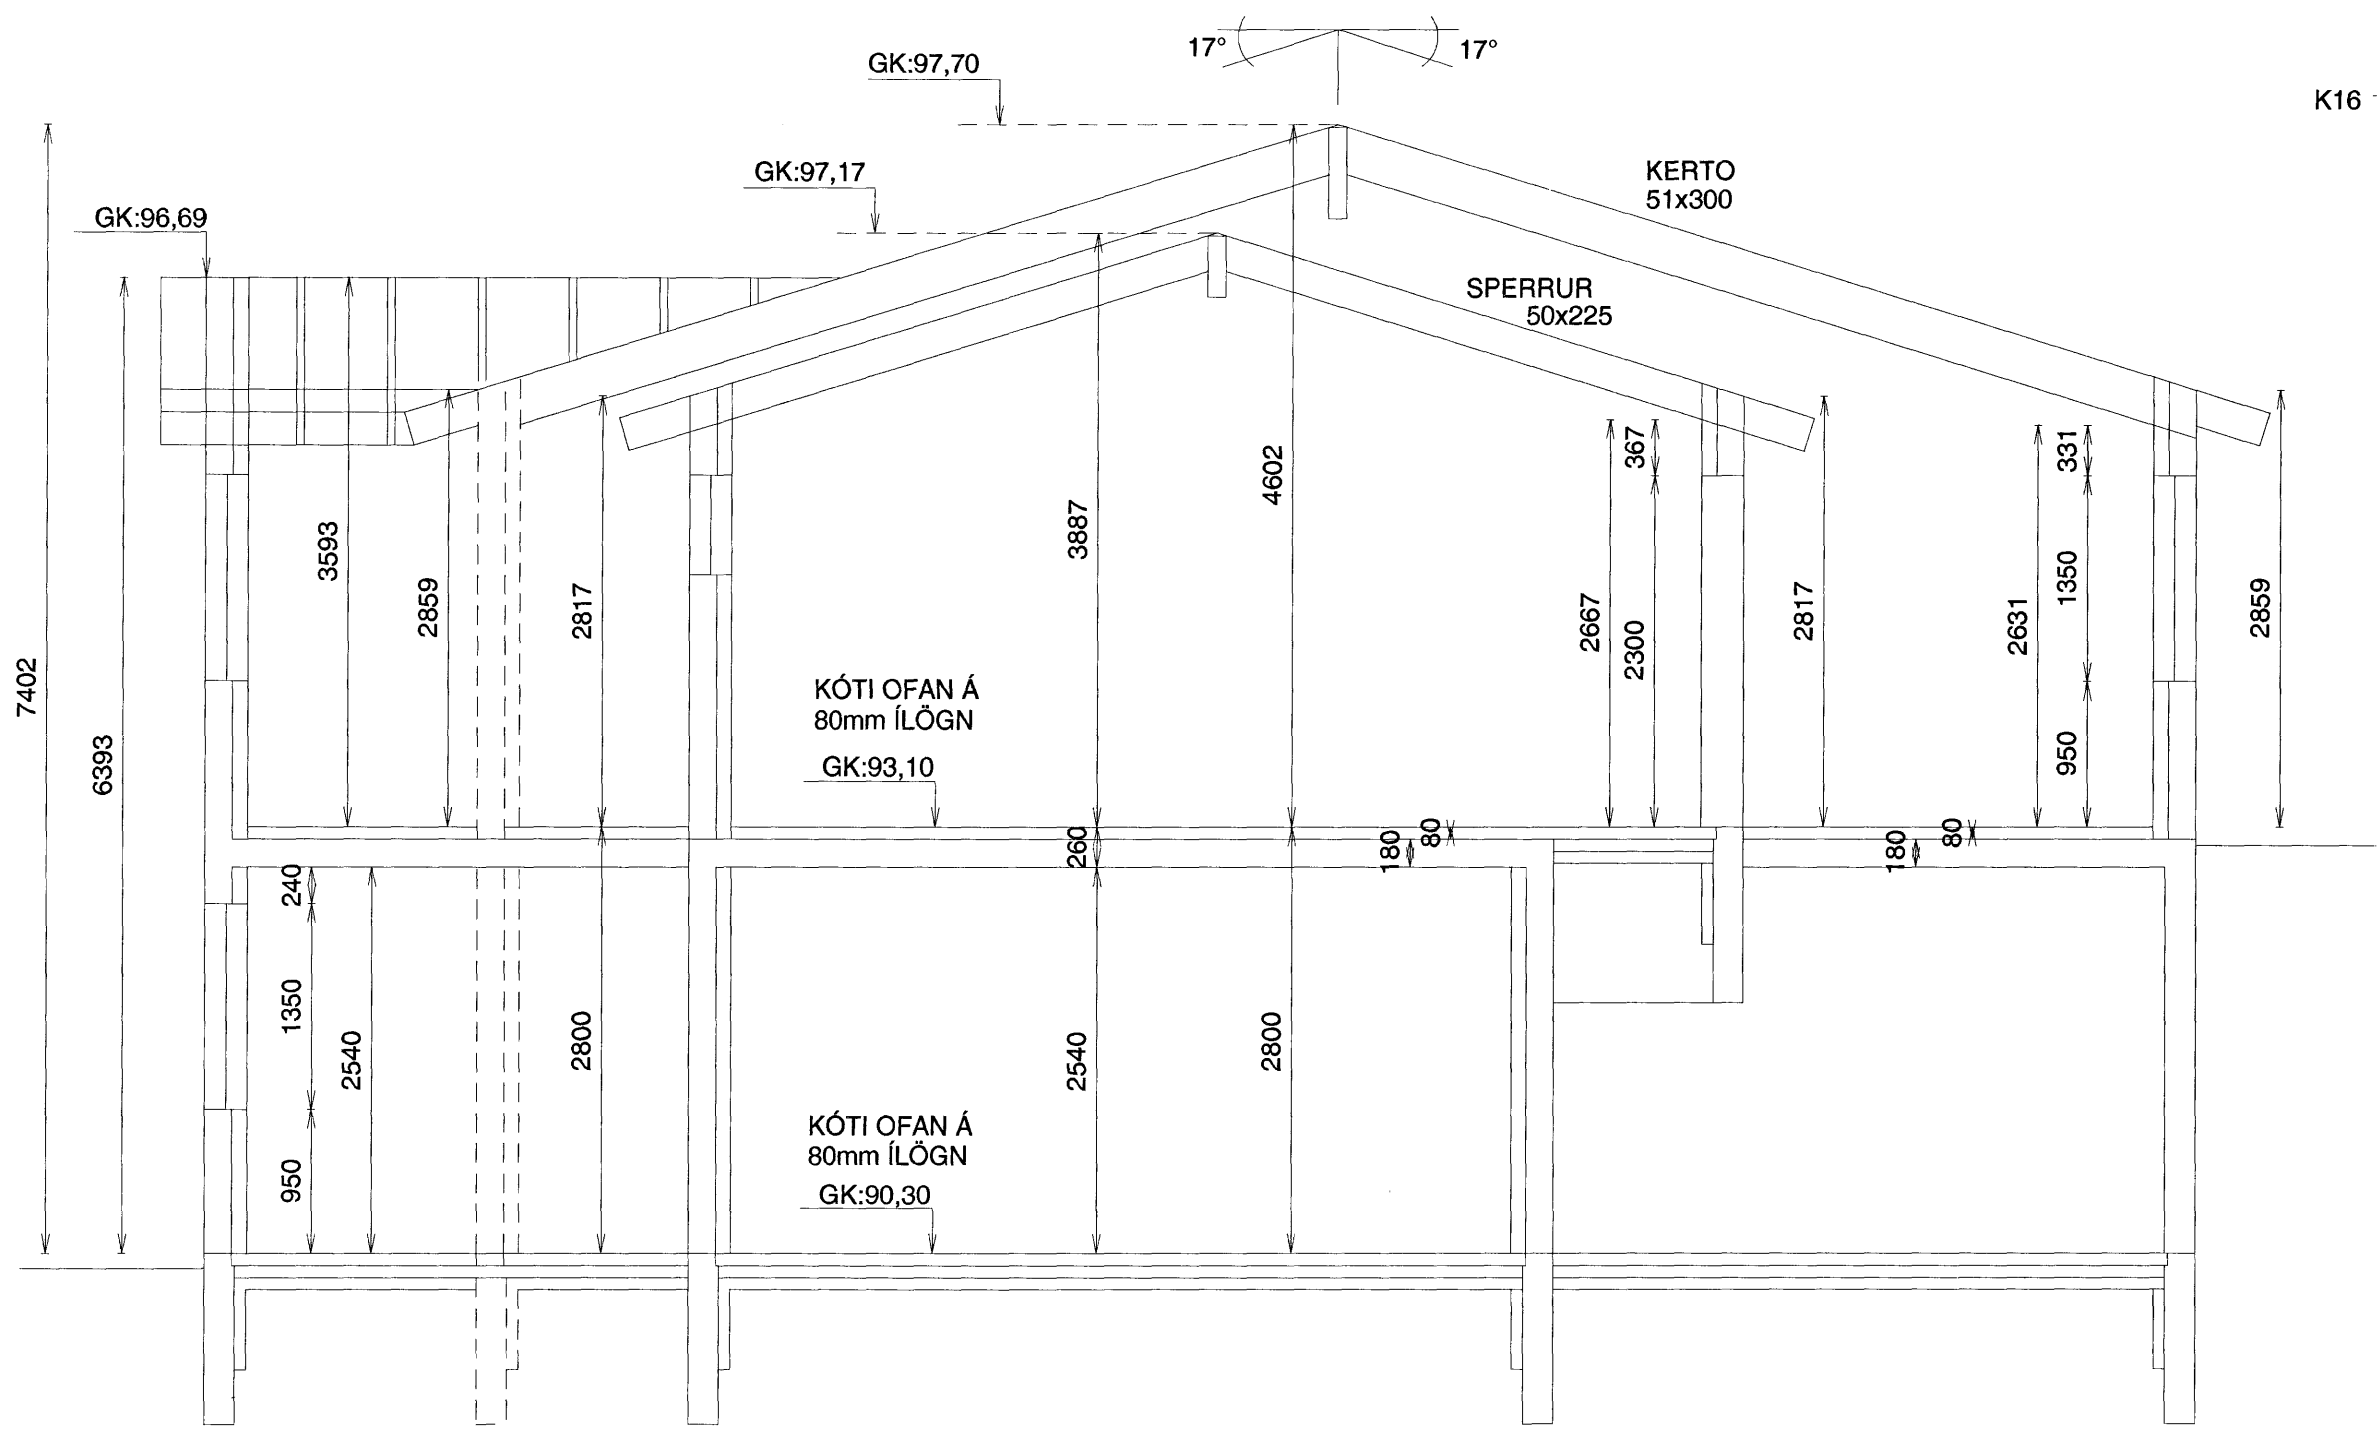 17°
17°
GK:97,70
K16
KERTO
51x300
GK:97,17
GK:96,69
SPERRUR
50x225
367
331
4602
3887
3593
2859
2817
2667
2300
2817
2631
1350
2859
7402
6393
KÓTI OFAN Á
80mm ÍLÖGN
GK:93,10
950
260
180
80
180
80
240
1350
2540
2800
2540
2800
950
KÓTI OFAN Á
80mm ÍLÖGN
GK:90,30